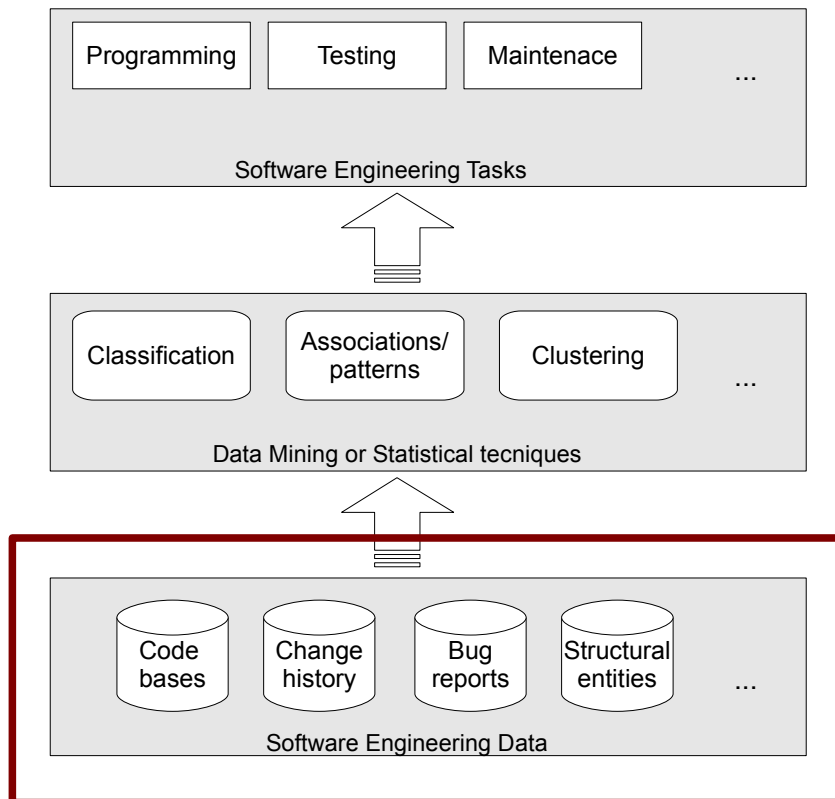 Programming
Testing
Maintenace
...
Software Engineering Tasks
Classification
Associations/
patterns
Clustering
...
Data Mining or Statistical tecniques
Code
bases
Change
history
Bug
reports
Structural
entities
...
Software Engineering Data